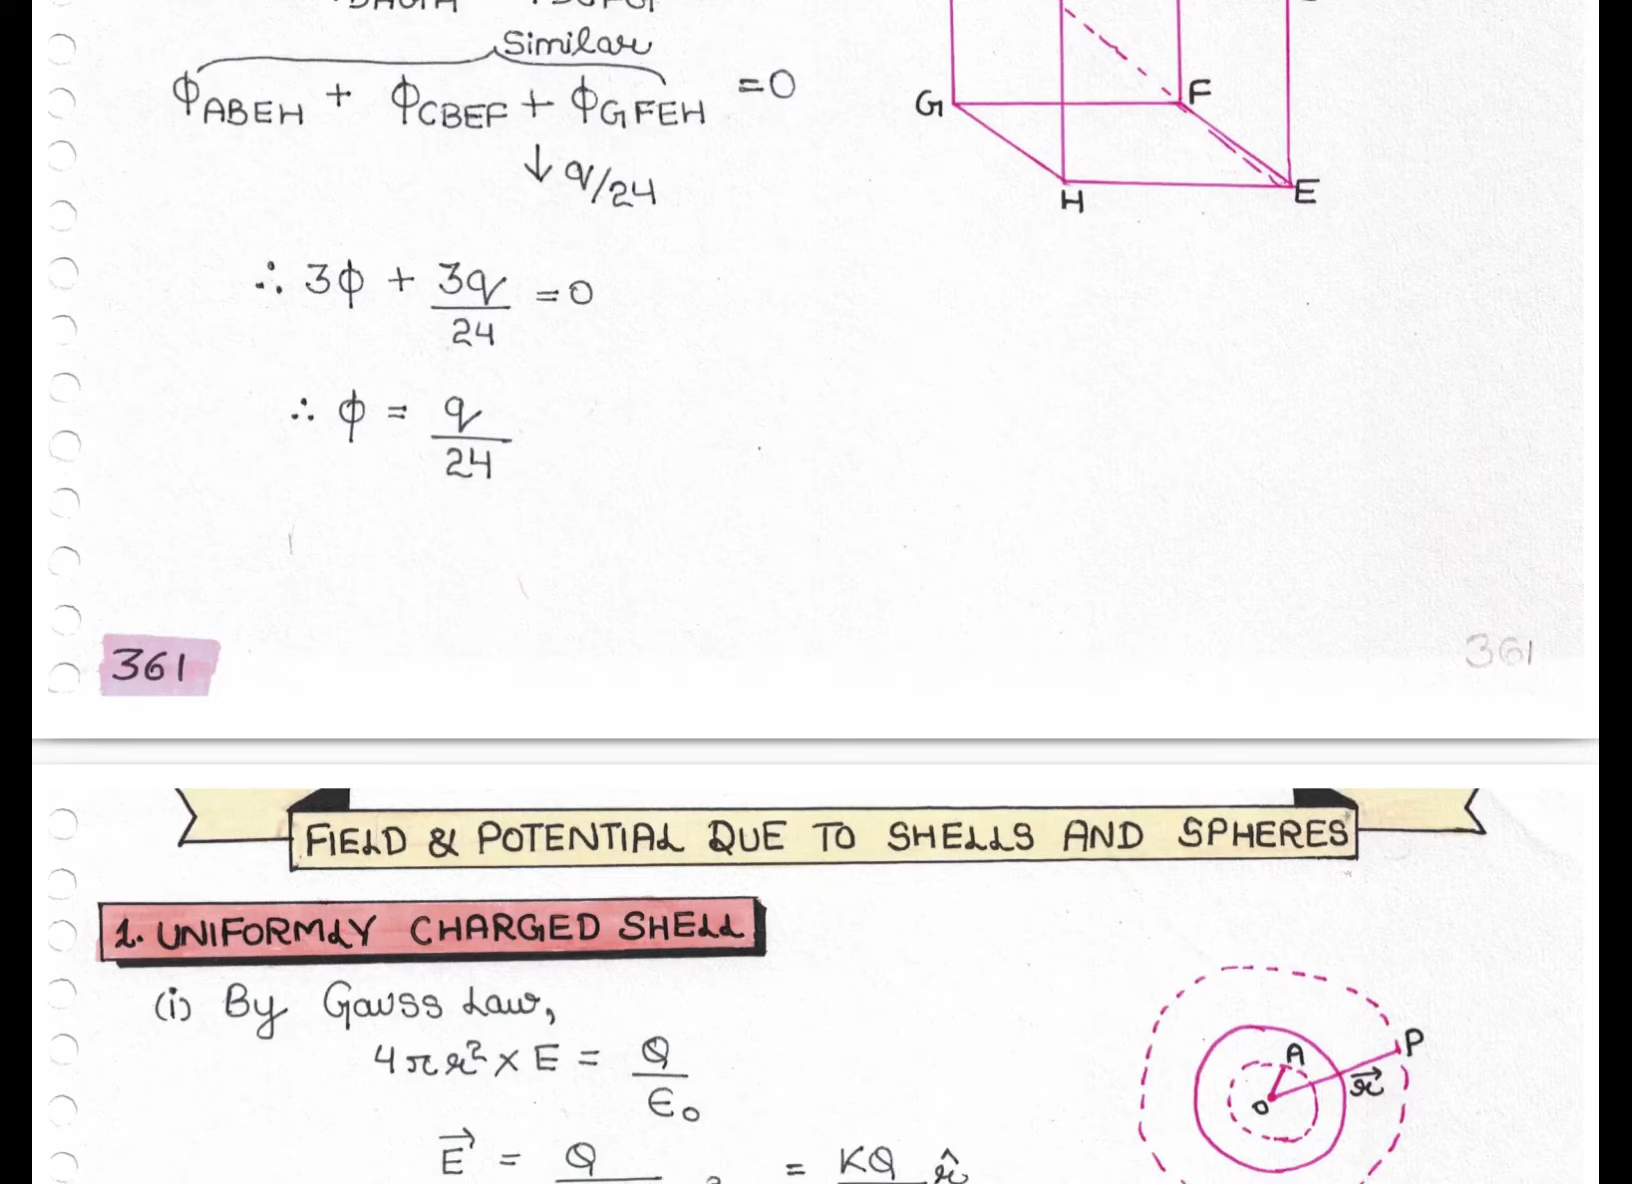 Similar
ϕABEH + ϕCBEF + ϕGFEH = 0
↓ q/24
∴ 3ϕ + 3q/24 = 0
∴ ϕ = q/24
G
F
H
E
361
361
FIELD & POTENTIAL DUE TO SHELLS AND SPHERES
1. UNIFORMLY CHARGED SHELL
(i) By Gauss Law,
4πr² × E = Q/ϵ₀
E⃗ = Q = KQ r̂
P
A
r⃗
O